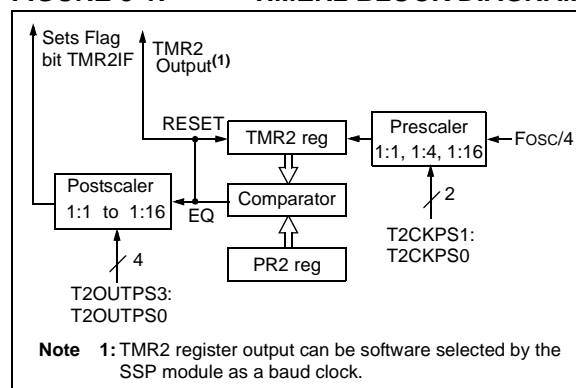 Sets Flag
bit TMR2IF
TMR2
Output(1)
RESET
TMR2 reg
Prescaler
1:1, 1:4, 1:16
FOSC/4
Postscaler
1:1 to 1:16
EQ
Comparator
2
T2CKPS1:
T2CKPS0
PR2 reg
4
T2OUTPS3:
T2OUTPS0
Note 1: TMR2 register output can be software selected by the
SSP module as a baud clock.